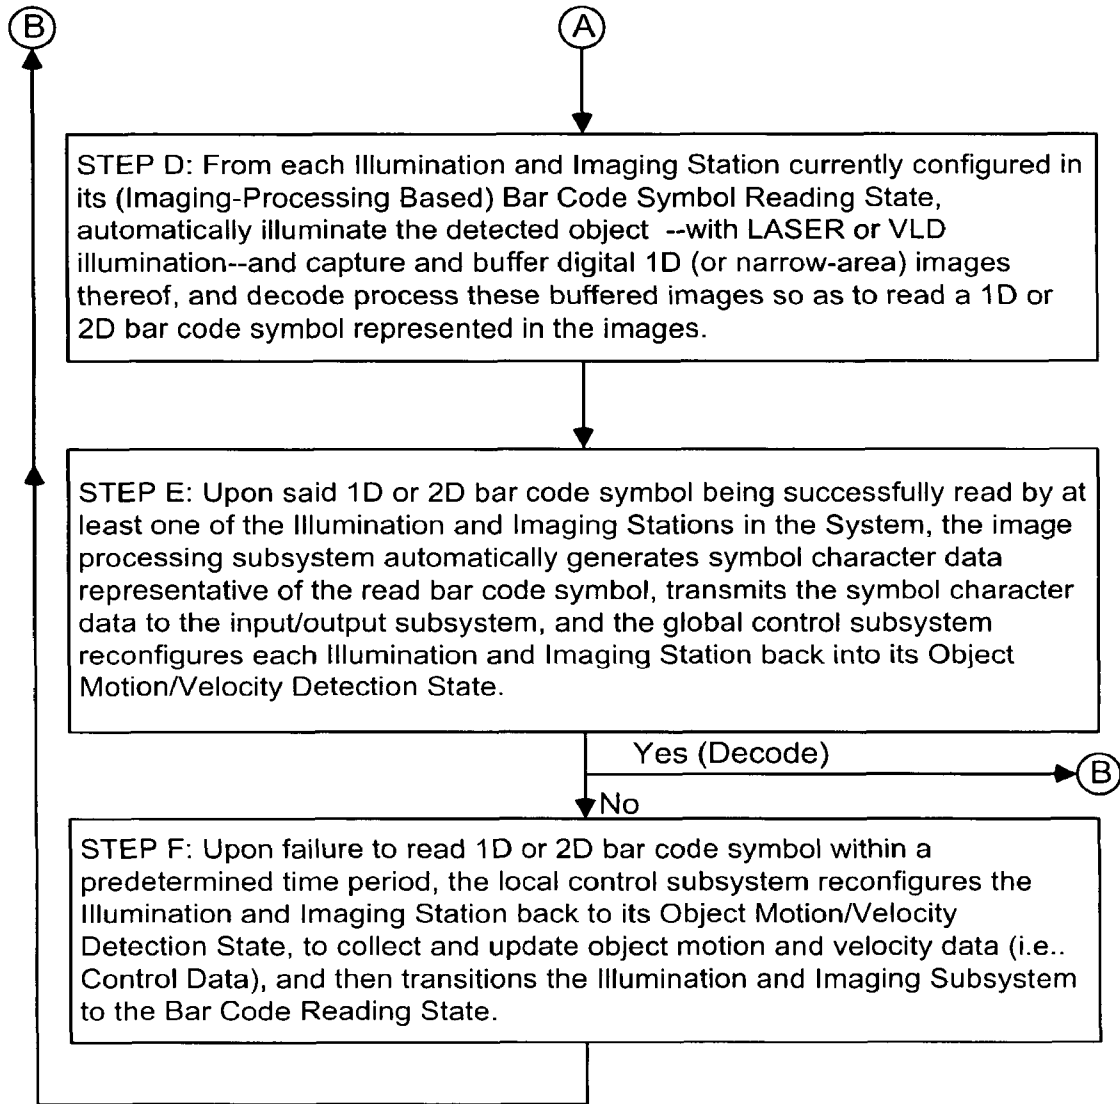 B
A
STEP D: From each Illumination and Imaging Station currently configured in
its (Imaging-Processing Based) Bar Code Symbol Reading State,
automatically illuminate the detected object --with LASER or VLD
illumination--and capture and buffer digital 1D (or narrow-area) images
thereof, and decode process these buffered images so as to read a 1D or
2D bar code symbol represented in the images.
STEP E: Upon said 1D or 2D bar code symbol being successfully read by at
least one of the Illumination and Imaging Stations in the System, the image
processing subsystem automatically generates symbol character data
representative of the read bar code symbol, transmits the symbol character
data to the input/output subsystem, and the global control subsystem
reconfigures each Illumination and Imaging Station back into its Object
Motion/Velocity Detection State.
Yes (Decode)
B
No
STEP F: Upon failure to read 1D or 2D bar code symbol within a
predetermined time period, the local control subsystem reconfigures the
Illumination and Imaging Station back to its Object Motion/Velocity
Detection State, to collect and update object motion and velocity data (i.e..
Control Data), and then transitions the Illumination and Imaging Subsystem
to the Bar Code Reading State.